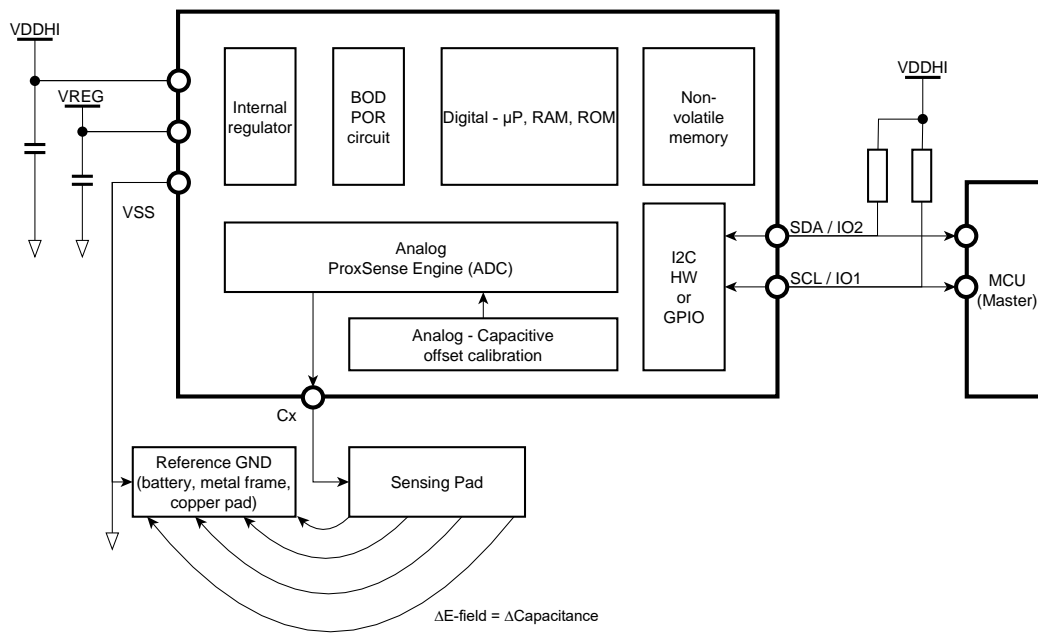 VDDHI
VREG
VSS
Internal
regulator
BOD
POR
circuit
Digital - µP, RAM, ROM
Non-
volatile
memory
Analog
ProxSense Engine (ADC)
Analog - Capacitive
offset calibration
I2C
HW
or
GPIO
VDDHI
SDA / IO2
SCL / IO1
MCU
(Master)
Cx
Reference GND
(battery, metal frame,
copper pad)
Sensing Pad
ΔE-field = ΔCapacitance